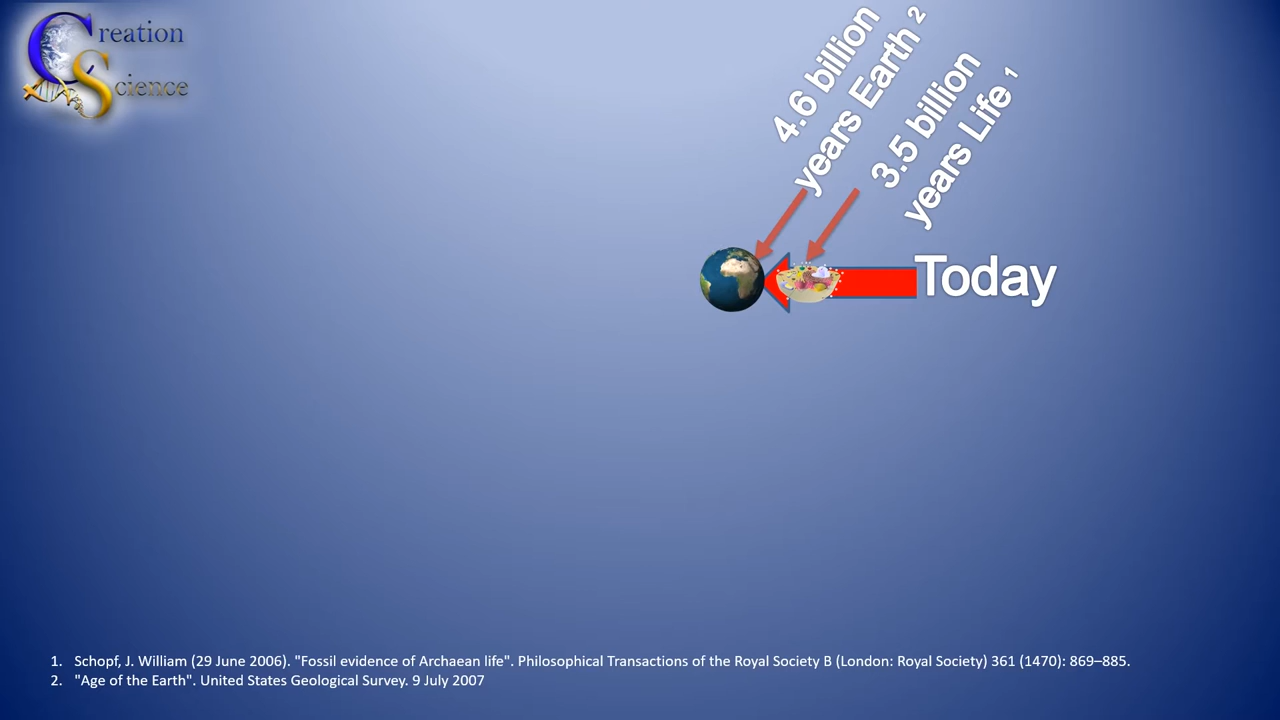 Creation
Science
4.6 billion
years Earth 2
3.5 billion
years Life 1
Today
1. Schopf, J. William (29 June 2006). "Fossil evidence of Archaean life". Philosophical Transactions of the Royal Society B (London: Royal Society) 361 (1470): 869–885.
2. "Age of the Earth". United States Geological Survey. 9 July 2007